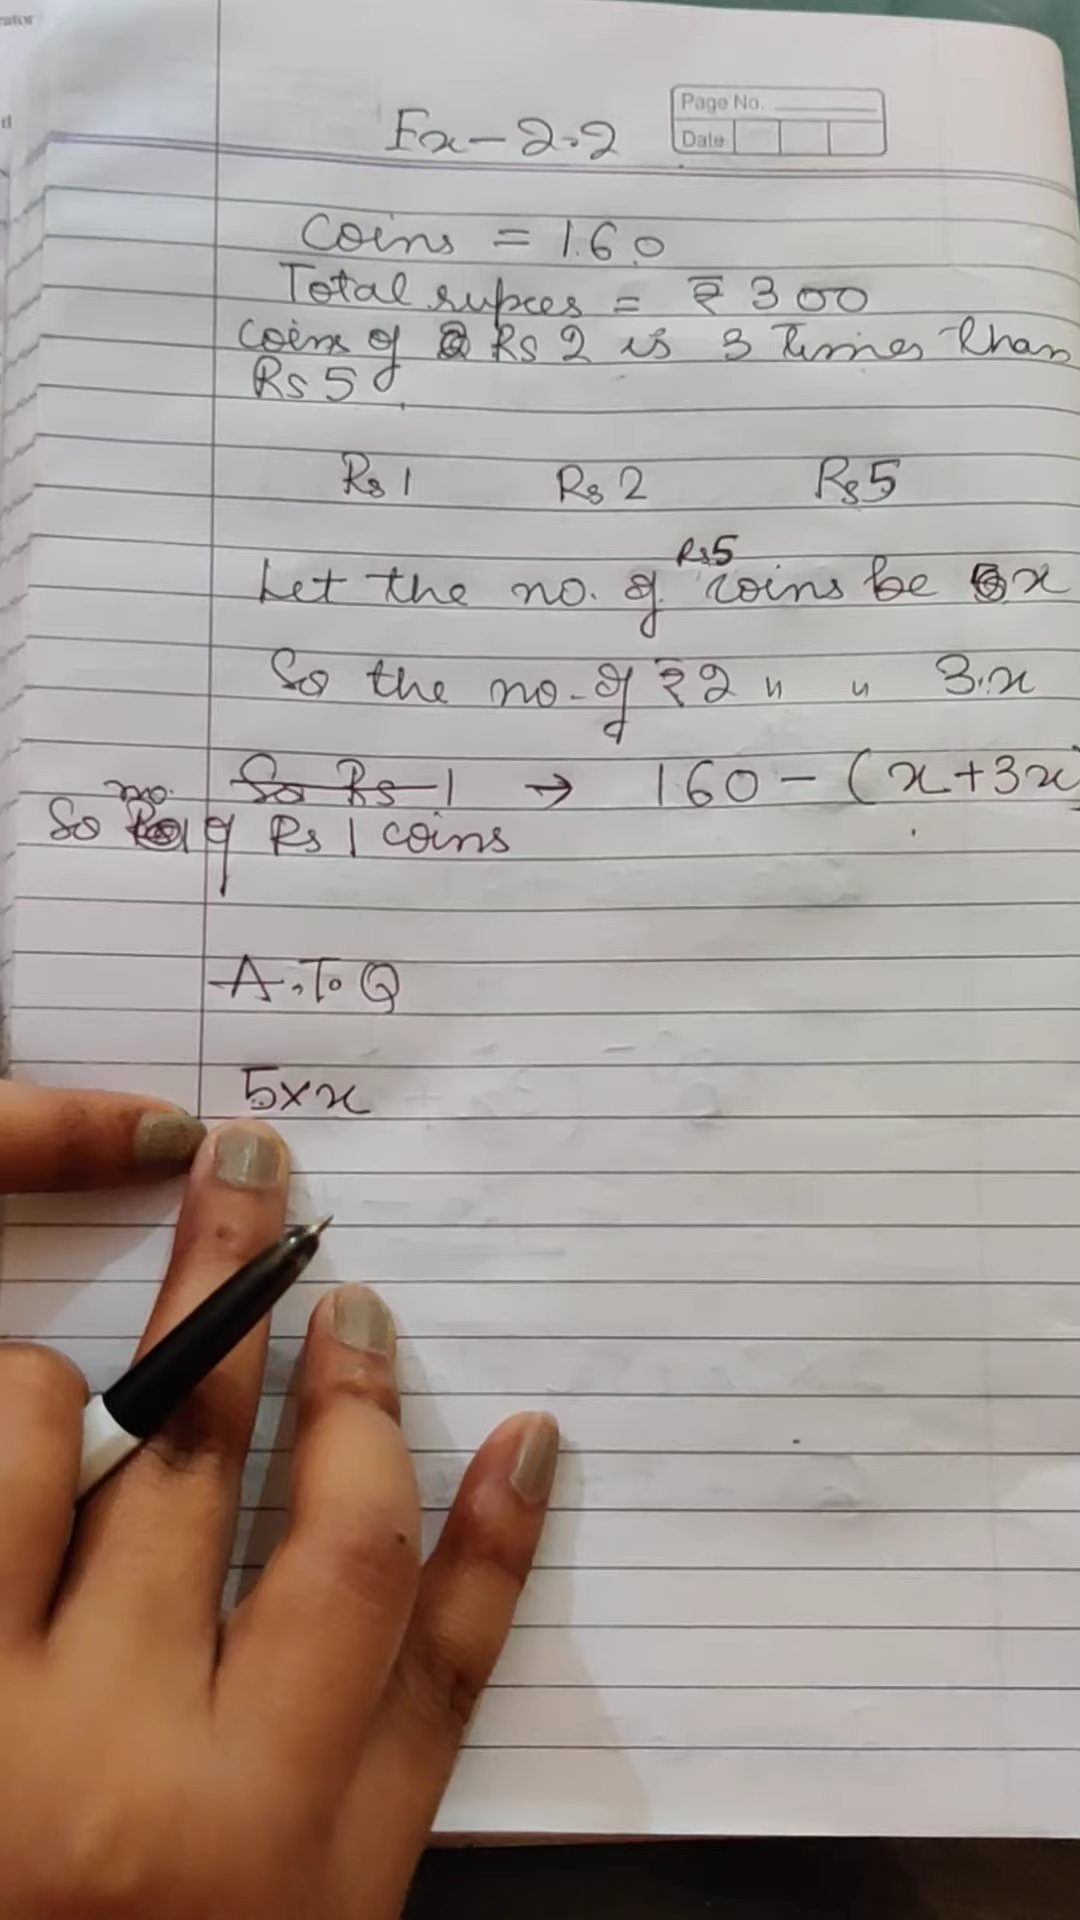 rator
d
Ex-2.2
Page No.
Date
Coins = 160
Total rupees = ₹ 300
coins of Rs 2 is 3 times than
Rs 5
Rs 1 Rs 2 Rs 5
Let the no. of Rs5 coins be x
So the no. of ₹2 " " 3x
So Rs 1 → 160 - (x+3x)
So no. of Rs 1 coins
A.To Q
5×x